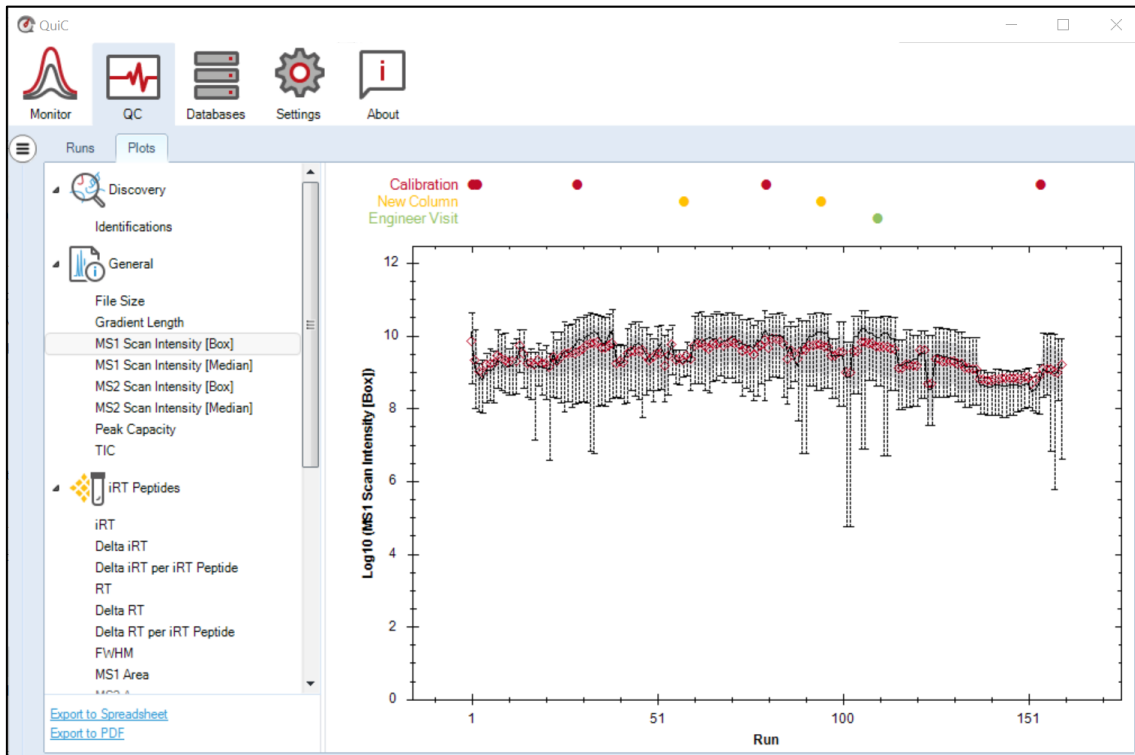 QuiC
Monitor
QC
Databases
Settings
About
Runs
Plots
Discovery
Identifications
General
File Size
Gradient Length
MS1 Scan Intensity [Box]
MS1 Scan Intensity [Median]
MS2 Scan Intensity [Box]
MS2 Scan Intensity [Median]
Peak Capacity
TIC
iRT Peptides
iRT
Delta iRT
Delta iRT per iRT Peptide
RT
Delta RT
Delta RT per iRT Peptide
FWHM
MS1 Area
Export to Spreadsheet
Export to PDF
Calibration
New Column
Engineer Visit
Log10 (MS1 Scan Intensity [Box])
12
10
8
6
4
2
0
1
51
100
151
Run